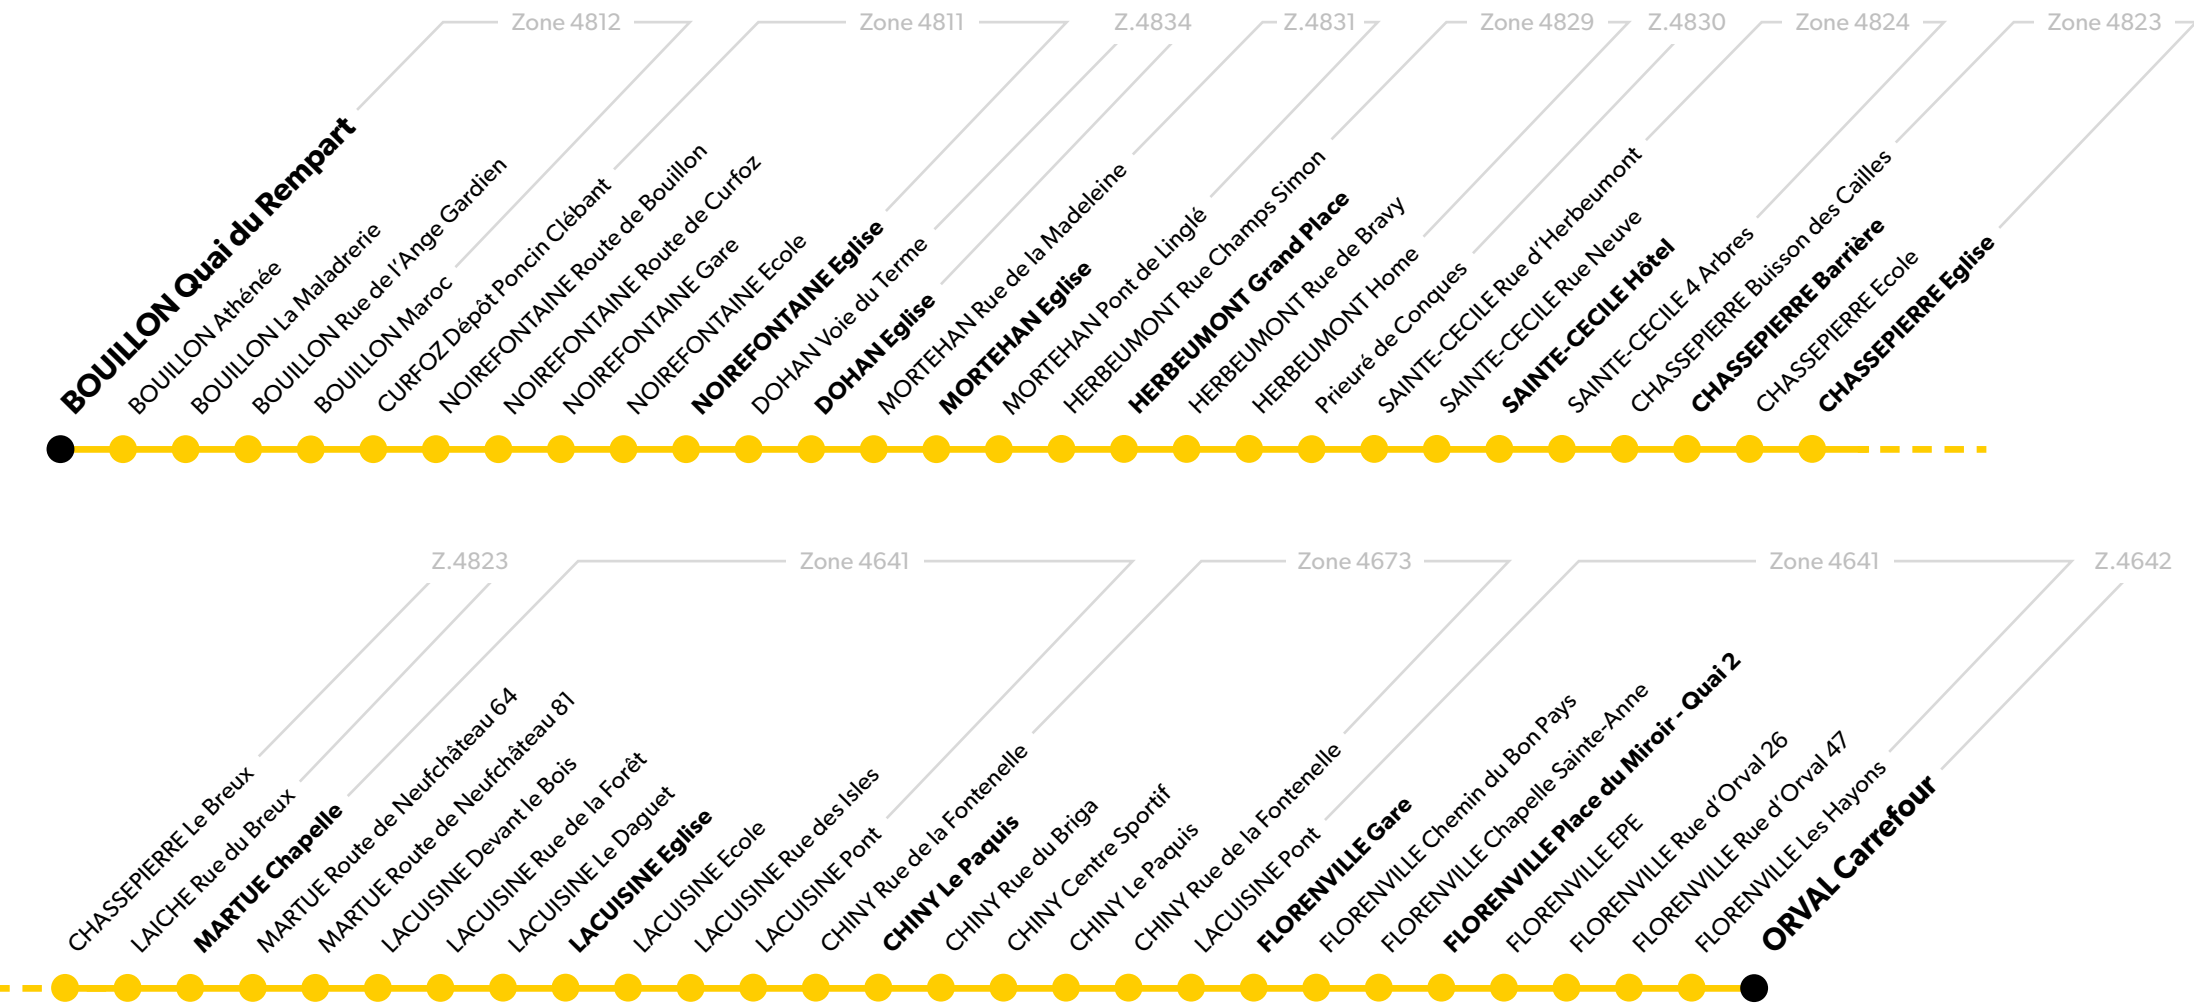 Zone 4812
Zone 4811
Z.4834
Z.4831
Zone 4829
Z.4830
Zone 4824
Zone 4823
BOUILLON Quai du Rempart
BOUILLON Athénée
BOUILLON La Maladrerie
BOUILLON Rue de l'Ange Gardien
BOUILLON Maroc
CURFOZ Dépôt Poncin Clébant
NOIREFONTAINE Route de Bouillon
NOIREFONTAINE Route de Curfoz
NOIREFONTAINE Gare
NOIREFONTAINE Ecole
NOIREFONTAINE Eglise
DOHAN Voie du Terme
DOHAN Eglise
MORTEHAN Rue de la Madeleine
MORTEHAN Eglise
MORTEHAN Pont de Linglé
HERBEUMONT Rue Champs Simon
HERBEUMONT Grand Place
HERBEUMONT Rue de Bravy
HERBEUMONT Home
Prieuré de Conques
SAINTE-CECILE Rue d'Herbeumont
SAINTE-CECILE Rue Neuve
SAINTE-CECILE Hôtel
SAINTE-CECILE 4 Arbres
CHASSEPIERRE Buisson des Cailles
CHASSEPIERRE Barrière
CHASSEPIERRE Ecole
CHASSEPIERRE Eglise
Z.4823
Zone 4641
Zone 4673
Zone 4641
Z.4642
CHASSEPIERRE Le Breux
LAICHE Rue du Breux
MARTUE Chapelle
MARTUE Route de Neufchâteau 64
MARTUE Route de Neufchâteau 81
LACUISINE Devant le Bois
LACUISINE Rue de la Forêt
LACUISINE Le Daguet
LACUISINE Eglise
LACUISINE Ecole
LACUISINE Rue des Isles
LACUISINE Pont
CHINY Rue de la Fontenelle
CHINY Le Paquis
CHINY Rue du Briga
CHINY Centre Sportif
CHINY Le Paquis
CHINY Rue de la Fontenelle
LACUISINE Pont
FLORENVILLE Gare
FLORENVILLE Chemin du Bon Pays
FLORENVILLE Chapelle Sainte-Anne
FLORENVILLE Place du Miroir - Quai 2
FLORENVILLE EPE
FLORENVILLE Rue d'Orval 26
FLORENVILLE Rue d'Orval 47
FLORENVILLE Les Hayons
ORVAL Carrefour